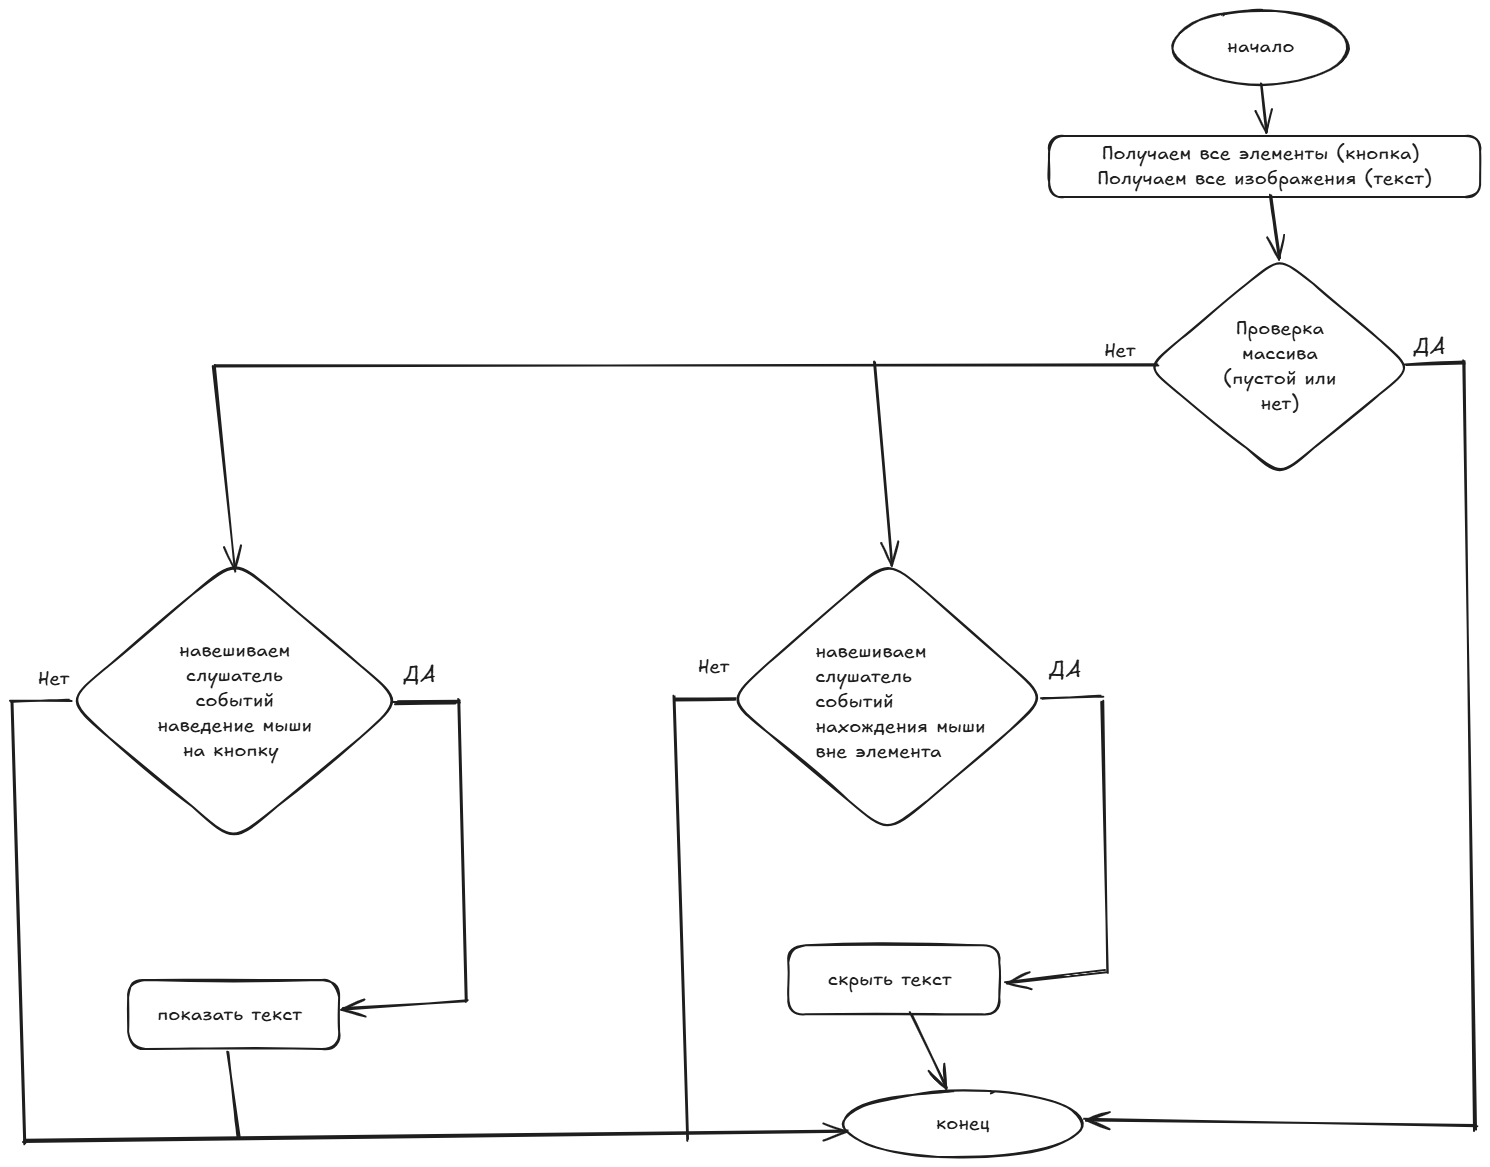 начало
Получаем все элементы (кнопка)
Получаем все изображения (текст)
Проверка
массива
(пустой или
нет)
Нет
ДА
навешиваем
слушатель
событий
наведение мыши
на кнопку
Нет
ДА
навешиваем
слушатель
событий
нахождения мыши
вне элемента
Нет
ДА
показать текст
скрыть текст
конец